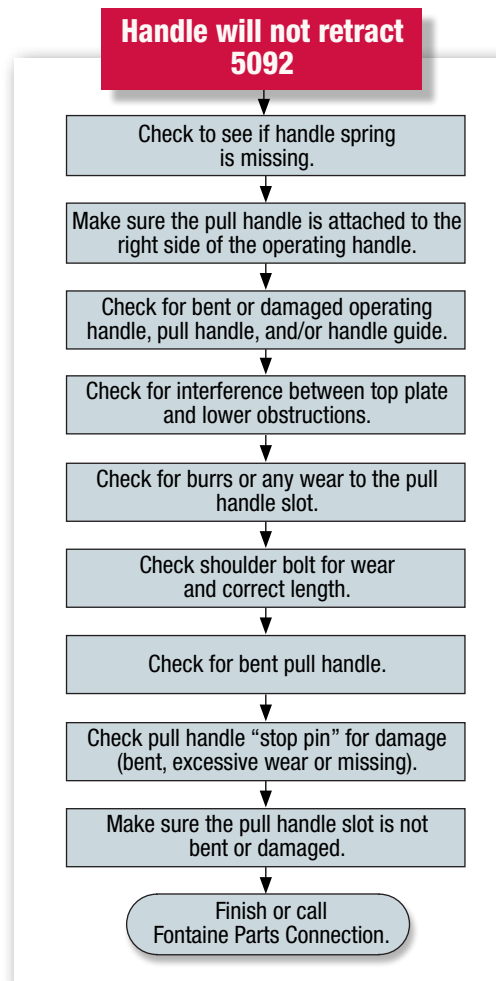 Handle will not retract
5092
Check to see if handle spring
is missing.
Make sure the pull handle is attached to the
right side of the operating handle.
Check for bent or damaged operating
handle, pull handle, and/or handle guide.
Check for interference between top plate
and lower obstructions.
Check for burrs or any wear to the pull
handle slot.
Check shoulder bolt for wear
and correct length.
Check for bent pull handle.
Check pull handle “stop pin” for damage
(bent, excessive wear or missing).
Make sure the pull handle slot is not
bent or damaged.
Finish or call
Fontaine Parts Connection.